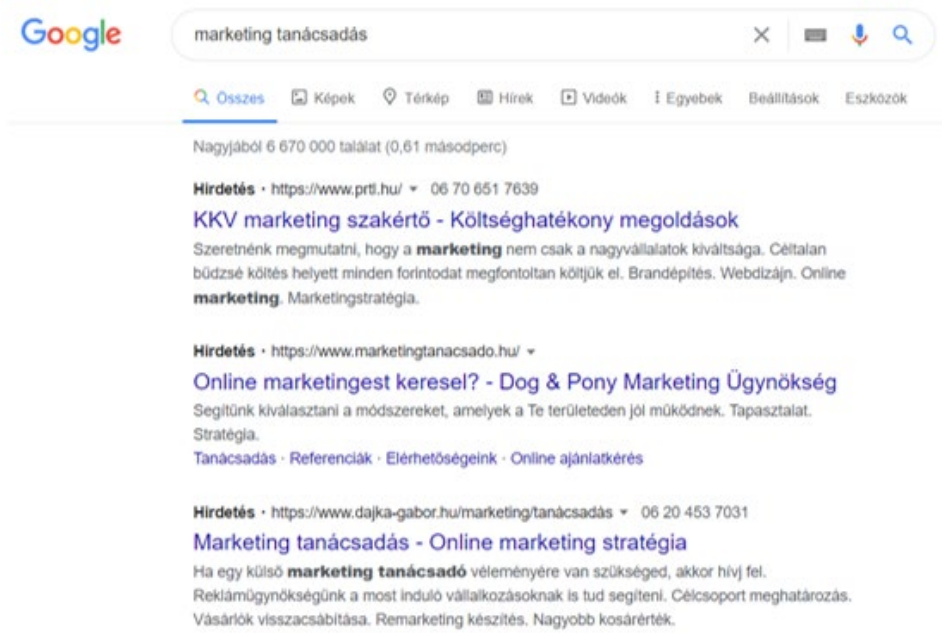 Google
marketing tanácsadás
Összes Képek Térkép Hírek Videók Egyebek Beállítások Eszközök
Nagyjából 6 670 000 találat (0,61 másodperc)
Hirdetés · https://www.prtl.hu/ 06 70 651 7639
KKV marketing szakértő - Költséghatékony megoldások
Szeretnénk megmutatni, hogy a marketing nem csak a nagyvállalatok kiváltsága. Céltalan
büdzsé költés helyett minden forintodat megfontoltan költjük el. Brandépítés. Webdizájn. Online
marketing. Marketingstratégia.
Hirdetés · https://www.marketingtanacsado.hu/
Online marketingest keresel? - Dog & Pony Marketing Ügynökség
Segítünk kiválasztani a módszereket, amelyek a Te területeden jól működnek. Tapasztalat.
Stratégia.
Tanácsadás · Referenciák · Elérhetőségeink · Online ajánlatkérés
Hirdetés · https://www.dajka-gabor.hu/marketing/tanácsadás 06 20 453 7031
Marketing tanácsadás - Online marketing stratégia
Ha egy külső marketing tanácsadó véleményére van szükséged, akkor hívj fel.
Reklámügynökségünk a most induló vállalkozásoknak is tud segíteni. Célcsoport meghatározás.
Vásárlók visszacsábítása. Remarketing készítés. Nagyobb kosárérték.